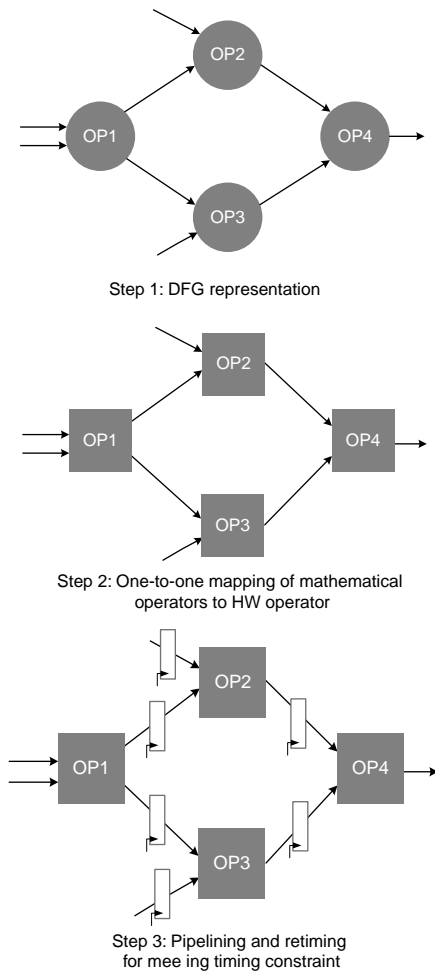 OP2
OP1
OP4
OP3
Step 1: DFG representation
OP2
OP1
OP4
OP3
Step 2: One-to-one mapping of mathematical
operators to HW operator
OP2
OP1
OP4
OP3
Step 3: Pipelining and retiming
for mee ing timing constraint